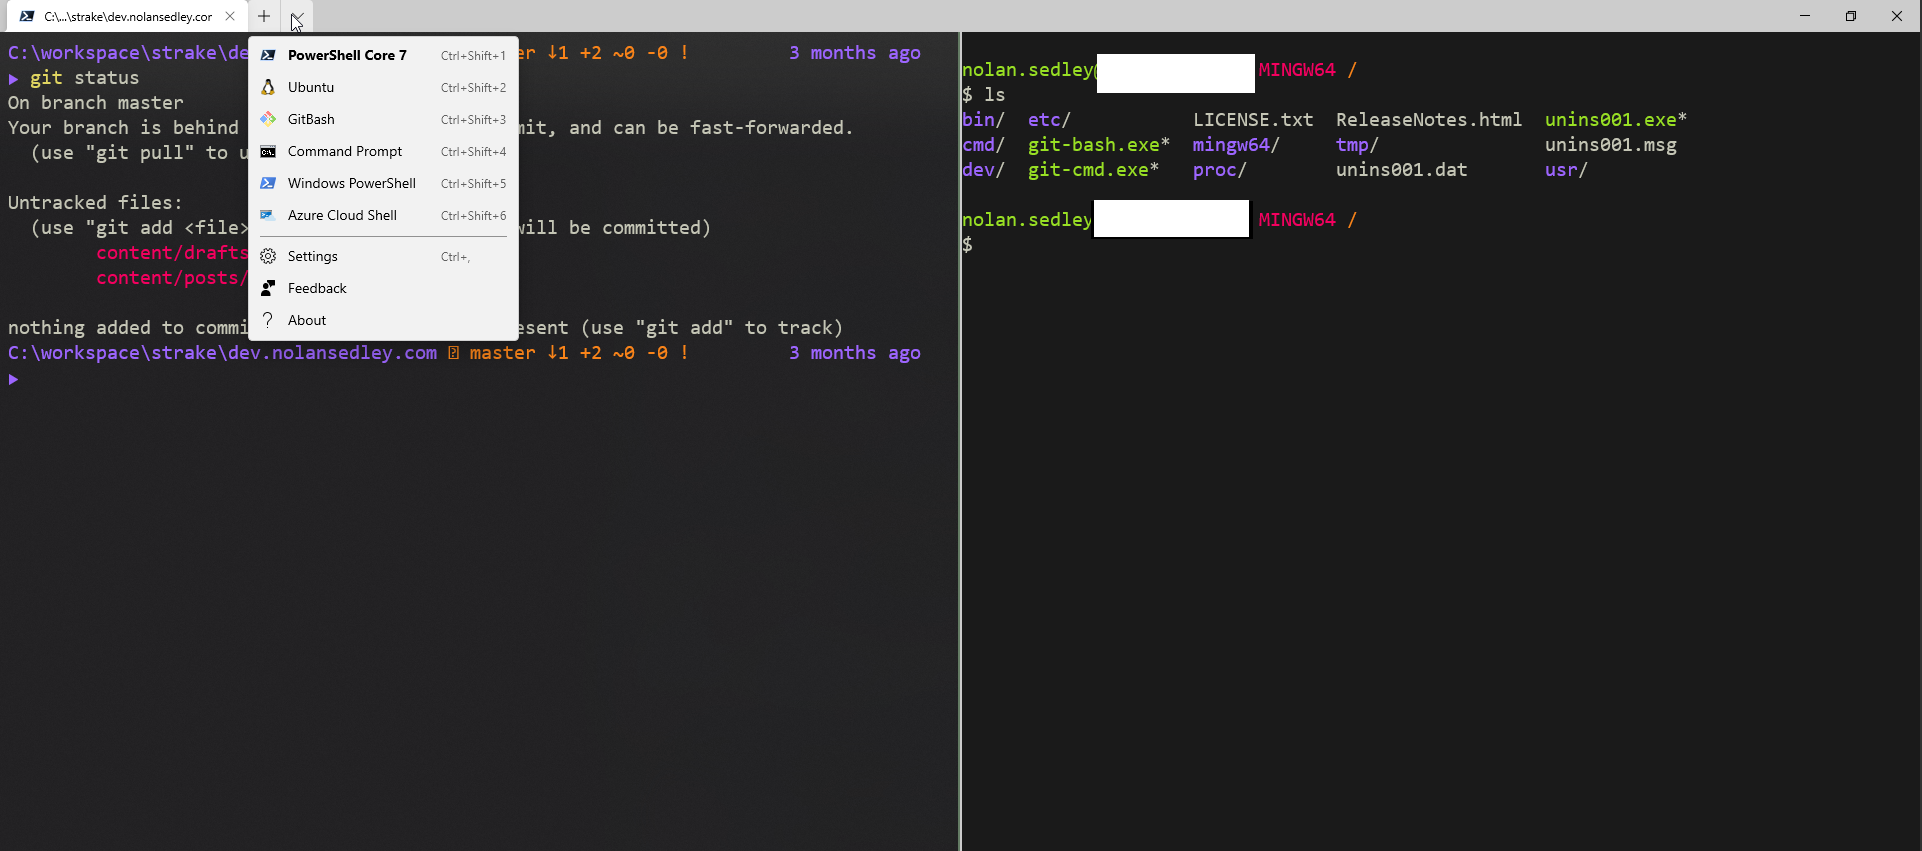 C:\...\strake\dev.nolansedley.cor
C:\workspace\strake\de er ↓1 +2 ~0 -0 ! 3 months ago
▶ git status
On branch master
Your branch is behind mit, and can be fast-forwarded.
(use "git pull" to u
Untracked files:
(use "git add <file> will be committed)
content/drafts
content/posts/
nothing added to commi esent (use "git add" to track)
C:\workspace\strake\dev.nolansedley.com master ↓1 +2 ~0 -0 ! 3 months ago
▶
PowerShell Core 7 Ctrl+Shift+1
Ubuntu Ctrl+Shift+2
GitBash Ctrl+Shift+3
Command Prompt Ctrl+Shift+4
Windows PowerShell Ctrl+Shift+5
Azure Cloud Shell Ctrl+Shift+6
Settings Ctrl+,
Feedback
? About
nolan.sedley@ MINGW64 /
$ ls
bin/ etc/ LICENSE.txt ReleaseNotes.html unins001.exe*
cmd/ git-bash.exe* mingw64/ tmp/ unins001.msg
dev/ git-cmd.exe* proc/ unins001.dat usr/
nolan.sedley MINGW64 /
$